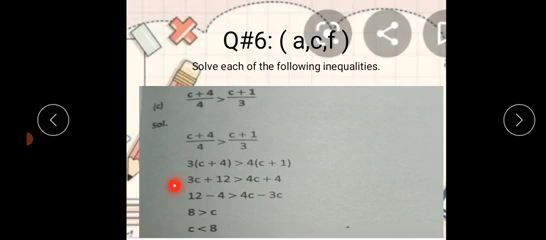 Q#6: ( a,c,f )
Solve each of the following inequalities.
(c) c + 4 / 4 > c + 1 / 3
Sol.
c + 4 / 4 > c + 1 / 3
3(c + 4) > 4(c + 1)
3c + 12 > 4c + 4
12 – 4 > 4c – 3c
8 > c
c < 8